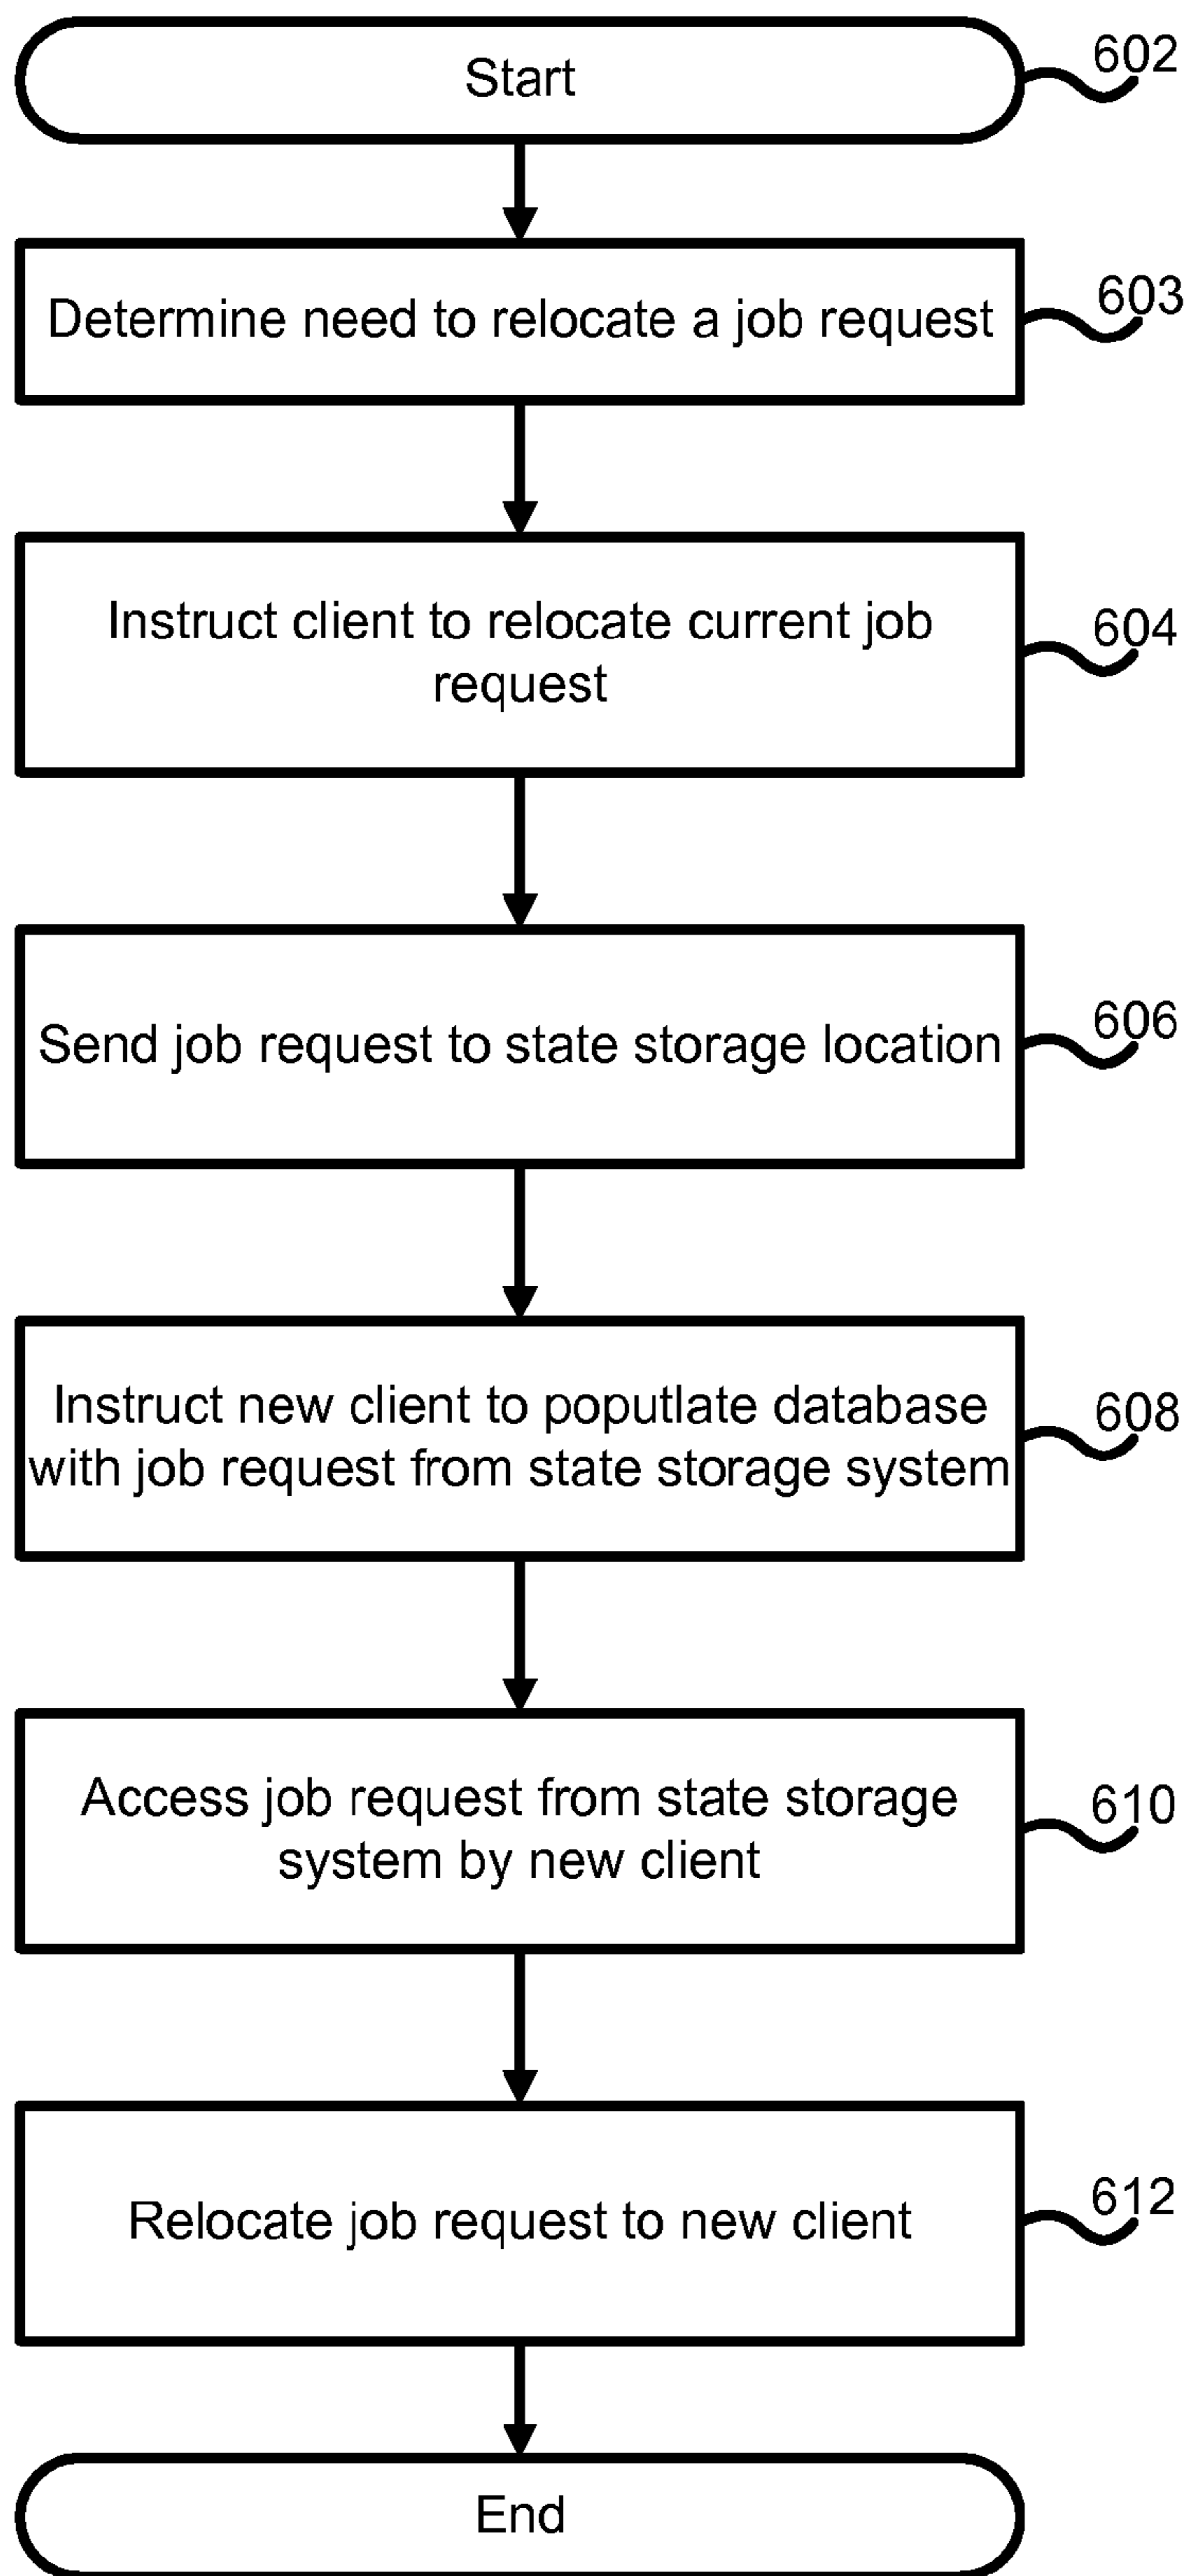 Start
602
Determine need to relocate a job request
603
Instruct client to relocate current job
request
604
Send job request to state storage location
606
Instruct new client to poputlate database
with job request from state storage system
608
Access job request from state storage
system by new client
610
Relocate job request to new client
612
End